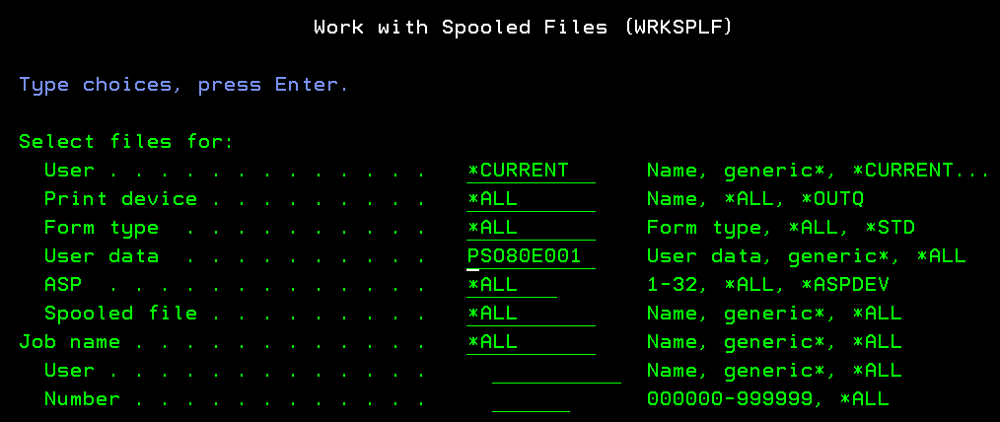 Work with Spooled Files (WRKSPLF)
Type choices, press Enter.
Select files for:
User . . . . . . . . . . . . . *CURRENT Name, generic*, *CURRENT...
Print device . . . . . . . . . *ALL Name, *ALL, *OUTQ
Form type . . . . . . . . . . *ALL Form type, *ALL, *STD
User data . . . . . . . . . . PSO80E001 User data, generic*, *ALL
ASP . . . . . . . . . . . . . *ALL 1-32, *ALL, *ASPDEV
Spooled file . . . . . . . . . *ALL Name, generic*, *ALL
Job name . . . . . . . . . . . . *ALL Name, generic*, *ALL
User . . . . . . . . . . . . . Name, generic*, *ALL
Number . . . . . . . . . . . . 000000-999999, *ALL